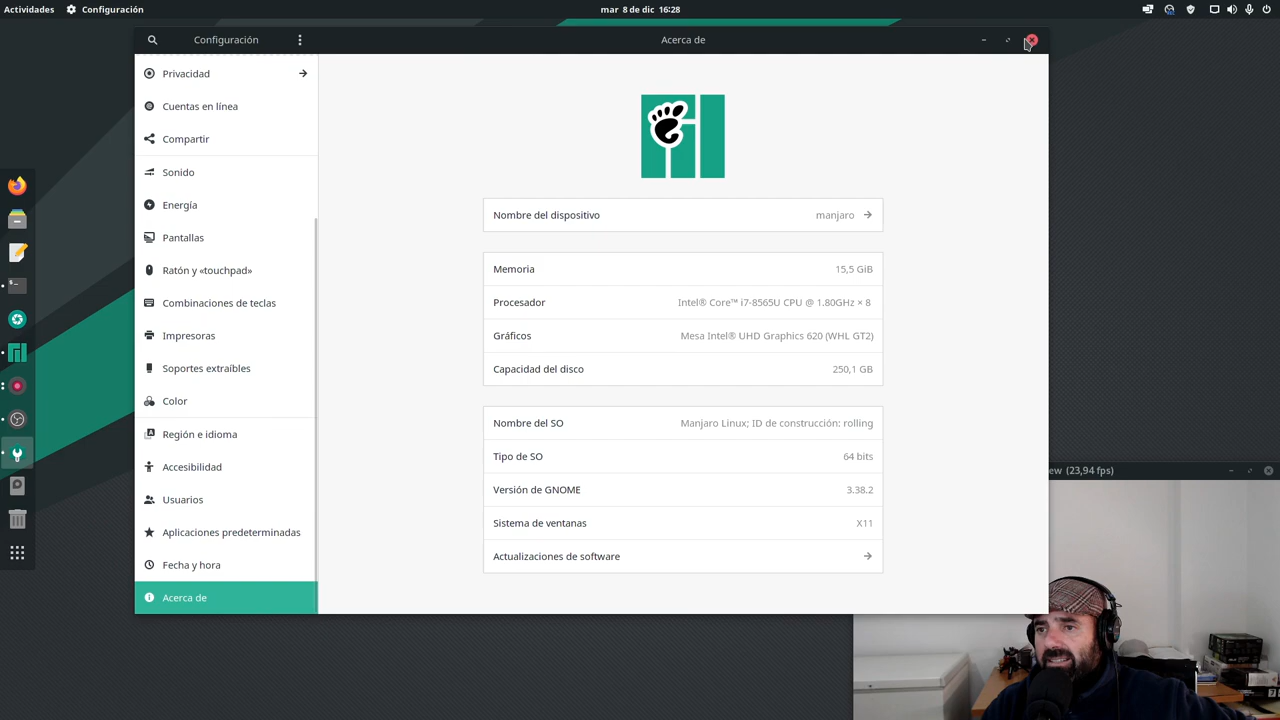 Actividades
Configuración
mar 8 de dic 16:28
Configuración
Acerca de
Privacidad
Cuentas en línea
Compartir
Sonido
Energía
Pantallas
Ratón y «touchpad»
Combinaciones de teclas
Impresoras
Soportes extraíbles
Color
Región e idioma
Accesibilidad
Usuarios
Aplicaciones predeterminadas
Fecha y hora
Acerca de
Nombre del dispositivo manjaro
Memoria 15,5 GiB
Procesador Intel® Core™ i7-8565U CPU @ 1.80GHz × 8
Gráficos Mesa Intel® UHD Graphics 620 (WHL GT2)
Capacidad del disco 250,1 GB
Nombre del SO Manjaro Linux; ID de construcción: rolling
Tipo de SO 64 bits
Versión de GNOME 3.38.2
Sistema de ventanas X11
Actualizaciones de software
ew (23,94 fps)